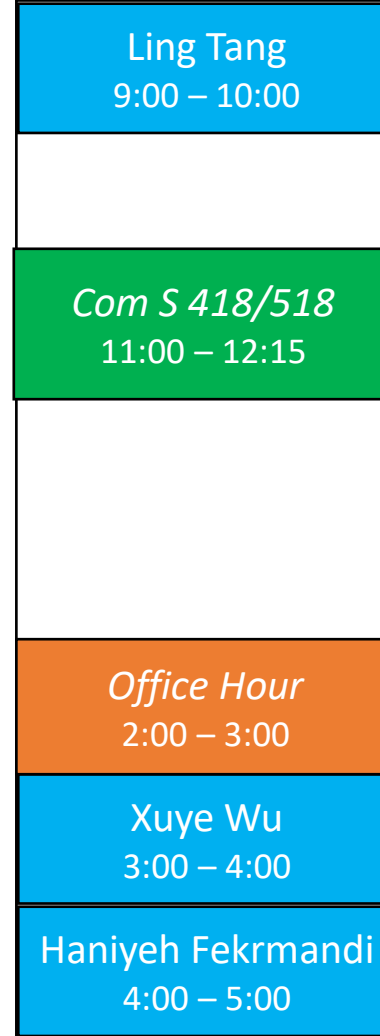 Ling Tang
9:00 – 10:00
Com S 418/518
11:00 – 12:15
Office Hour
2:00 – 3:00
Xuye Wu
3:00 – 4:00
Haniyeh Fekrmandi
4:00 – 5:00